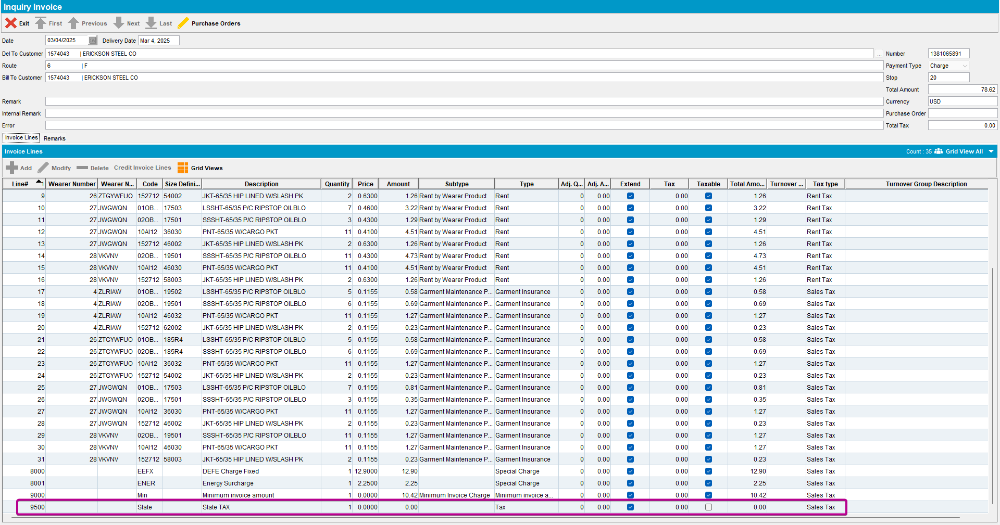 Inquiry Invoice
Exit First Previous Next Last Purchase Orders
Date 03/04/2025 16 Delivery Date Mar 4, 2025
Del To Customer 1574043 | ERICKSON STEEL CO ... Number 1381065891
Route 6 | F Payment Type Charge
Bill To Customer 1574043 | ERICKSON STEEL CO Stop 20
Total Amount 78.62
Remark Currency USD
Internal Remark Purchase Order
Error Total Tax 0.00
Invoice Lines Remarks
Invoice Lines Count : 35 Grid View All
Add Modify Delete Credit Invoice Lines Grid Views
Line# 1 Wearer Number Wearer N... Code Size Defini... Description Quantity Price Amount Subtype Type Adj. Q... Adj. A... Extend Tax Taxable Total Amo... Turnover ... Tax type Turnover Group Description
9 26 ZTGYWFUO 152712 54002 JKT-65/35 HIP LINED W/SLASH PK 2 0.6300 1.26 Rent by Wearer Product Rent 0 0.00 0.00 1.26 Rent Tax
10 27 JWGWQN 01OB... 17503 LSSHT-65/35 P/C RIPSTOP OILBLO 7 0.4600 3.22 Rent by Wearer Product Rent 0 0.00 0.00 3.22 Rent Tax
11 27 JWGWQN 02OB... 17501 SSSHT-65/35 P/C RIPSTOP OILBLO 3 0.4300 1.29 Rent by Wearer Product Rent 0 0.00 0.00 1.29 Rent Tax
12 27 JWGWQN 10AI12 36030 PNT-65/35 W/CARGO PKT 11 0.4100 4.51 Rent by Wearer Product Rent 0 0.00 0.00 4.51 Rent Tax
13 27 JWGWQN 152712 46002 JKT-65/35 HIP LINED W/SLASH PK 2 0.6300 1.26 Rent by Wearer Product Rent 0 0.00 0.00 1.26 Rent Tax
14 28 VKVNV 02OB... 19501 SSSHT-65/35 P/C RIPSTOP OILBLO 11 0.4300 4.73 Rent by Wearer Product Rent 0 0.00 0.00 4.73 Rent Tax
15 28 VKVNV 10AI12 46030 PNT-65/35 W/CARGO PKT 11 0.4100 4.51 Rent by Wearer Product Rent 0 0.00 0.00 4.51 Rent Tax
16 28 VKVNV 152712 58003 JKT-65/35 HIP LINED W/SLASH PK 2 0.6300 1.26 Rent by Wearer Product Rent 0 0.00 0.00 1.26 Rent Tax
17 4 ZLRIAW 01OB... 19502 LSSHT-65/35 P/C RIPSTOP OILBLO 5 0.1155 0.58 Garment Maintenance P... Garment Insurance 0 0.00 0.00 0.58 Sales Tax
18 4 ZLRIAW 02OB... 19501 SSSHT-65/35 P/C RIPSTOP OILBLO 6 0.1155 0.69 Garment Maintenance P... Garment Insurance 0 0.00 0.00 0.69 Sales Tax
19 4 ZLRIAW 10AI12 46032 PNT-65/35 W/CARGO PKT 11 0.1155 1.27 Garment Maintenance P... Garment Insurance 0 0.00 0.00 1.27 Sales Tax
20 4 ZLRIAW 152712 62002 JKT-65/35 HIP LINED W/SLASH PK 2 0.1155 0.23 Garment Maintenance P... Garment Insurance 0 0.00 0.00 0.23 Sales Tax
21 26 ZTGYWFUO 01OB... 185R4 LSSHT-65/35 P/C RIPSTOP OILBLO 5 0.1155 0.58 Garment Maintenance P... Garment Insurance 0 0.00 0.00 0.58 Sales Tax
22 26 ZTGYWFUO 02OB... 185R4 SSSHT-65/35 P/C RIPSTOP OILBLO 6 0.1155 0.69 Garment Maintenance P... Garment Insurance 0 0.00 0.00 0.69 Sales Tax
23 26 ZTGYWFUO 10AI12 36032 PNT-65/35 W/CARGO PKT 11 0.1155 1.27 Garment Maintenance P... Garment Insurance 0 0.00 0.00 1.27 Sales Tax
24 26 ZTGYWFUO 152712 54002 JKT-65/35 HIP LINED W/SLASH PK 2 0.1155 0.23 Garment Maintenance P... Garment Insurance 0 0.00 0.00 0.23 Sales Tax
25 27 JWGWQN 01OB... 17503 LSSHT-65/35 P/C RIPSTOP OILBLO 7 0.1155 0.81 Garment Maintenance P... Garment Insurance 0 0.00 0.00 0.81 Sales Tax
26 27 JWGWQN 02OB... 17501 SSSHT-65/35 P/C RIPSTOP OILBLO 3 0.1155 0.35 Garment Maintenance P... Garment Insurance 0 0.00 0.00 0.35 Sales Tax
27 27 JWGWQN 10AI12 36030 PNT-65/35 W/CARGO PKT 11 0.1155 1.27 Garment Maintenance P... Garment Insurance 0 0.00 0.00 1.27 Sales Tax
28 27 JWGWQN 152712 46002 JKT-65/35 HIP LINED W/SLASH PK 2 0.1155 0.23 Garment Maintenance P... Garment Insurance 0 0.00 0.00 0.23 Sales Tax
29 28 VKVNV 02OB... 19501 SSSHT-65/35 P/C RIPSTOP OILBLO 11 0.1155 1.27 Garment Maintenance P... Garment Insurance 0 0.00 0.00 1.27 Sales Tax
30 28 VKVNV 10AI12 46030 PNT-65/35 W/CARGO PKT 11 0.1155 1.27 Garment Maintenance P... Garment Insurance 0 0.00 0.00 1.27 Sales Tax
31 28 VKVNV 152712 58003 JKT-65/35 HIP LINED W/SLASH PK 2 0.1155 0.23 Garment Maintenance P... Garment Insurance 0 0.00 0.00 0.23 Sales Tax
8000 EEFX DEFE Charge Fixed 1 12.9000 12.90 Special Charge 0 0.00 0.00 12.90 Sales Tax
8001 ENER Energy Surcharge 1 2.2500 2.25 Special Charge 0 0.00 0.00 2.25 Sales Tax
9000 Min Minimum invoice amount 1 0.0000 10.42 Minimum Invoice Charge Minimum invoice a... 0 0.00 0.00 10.42 Sales Tax
9500 State State TAX 1 0.0000 0.00 Tax 0 0.00 0.00 0.00 Sales Tax